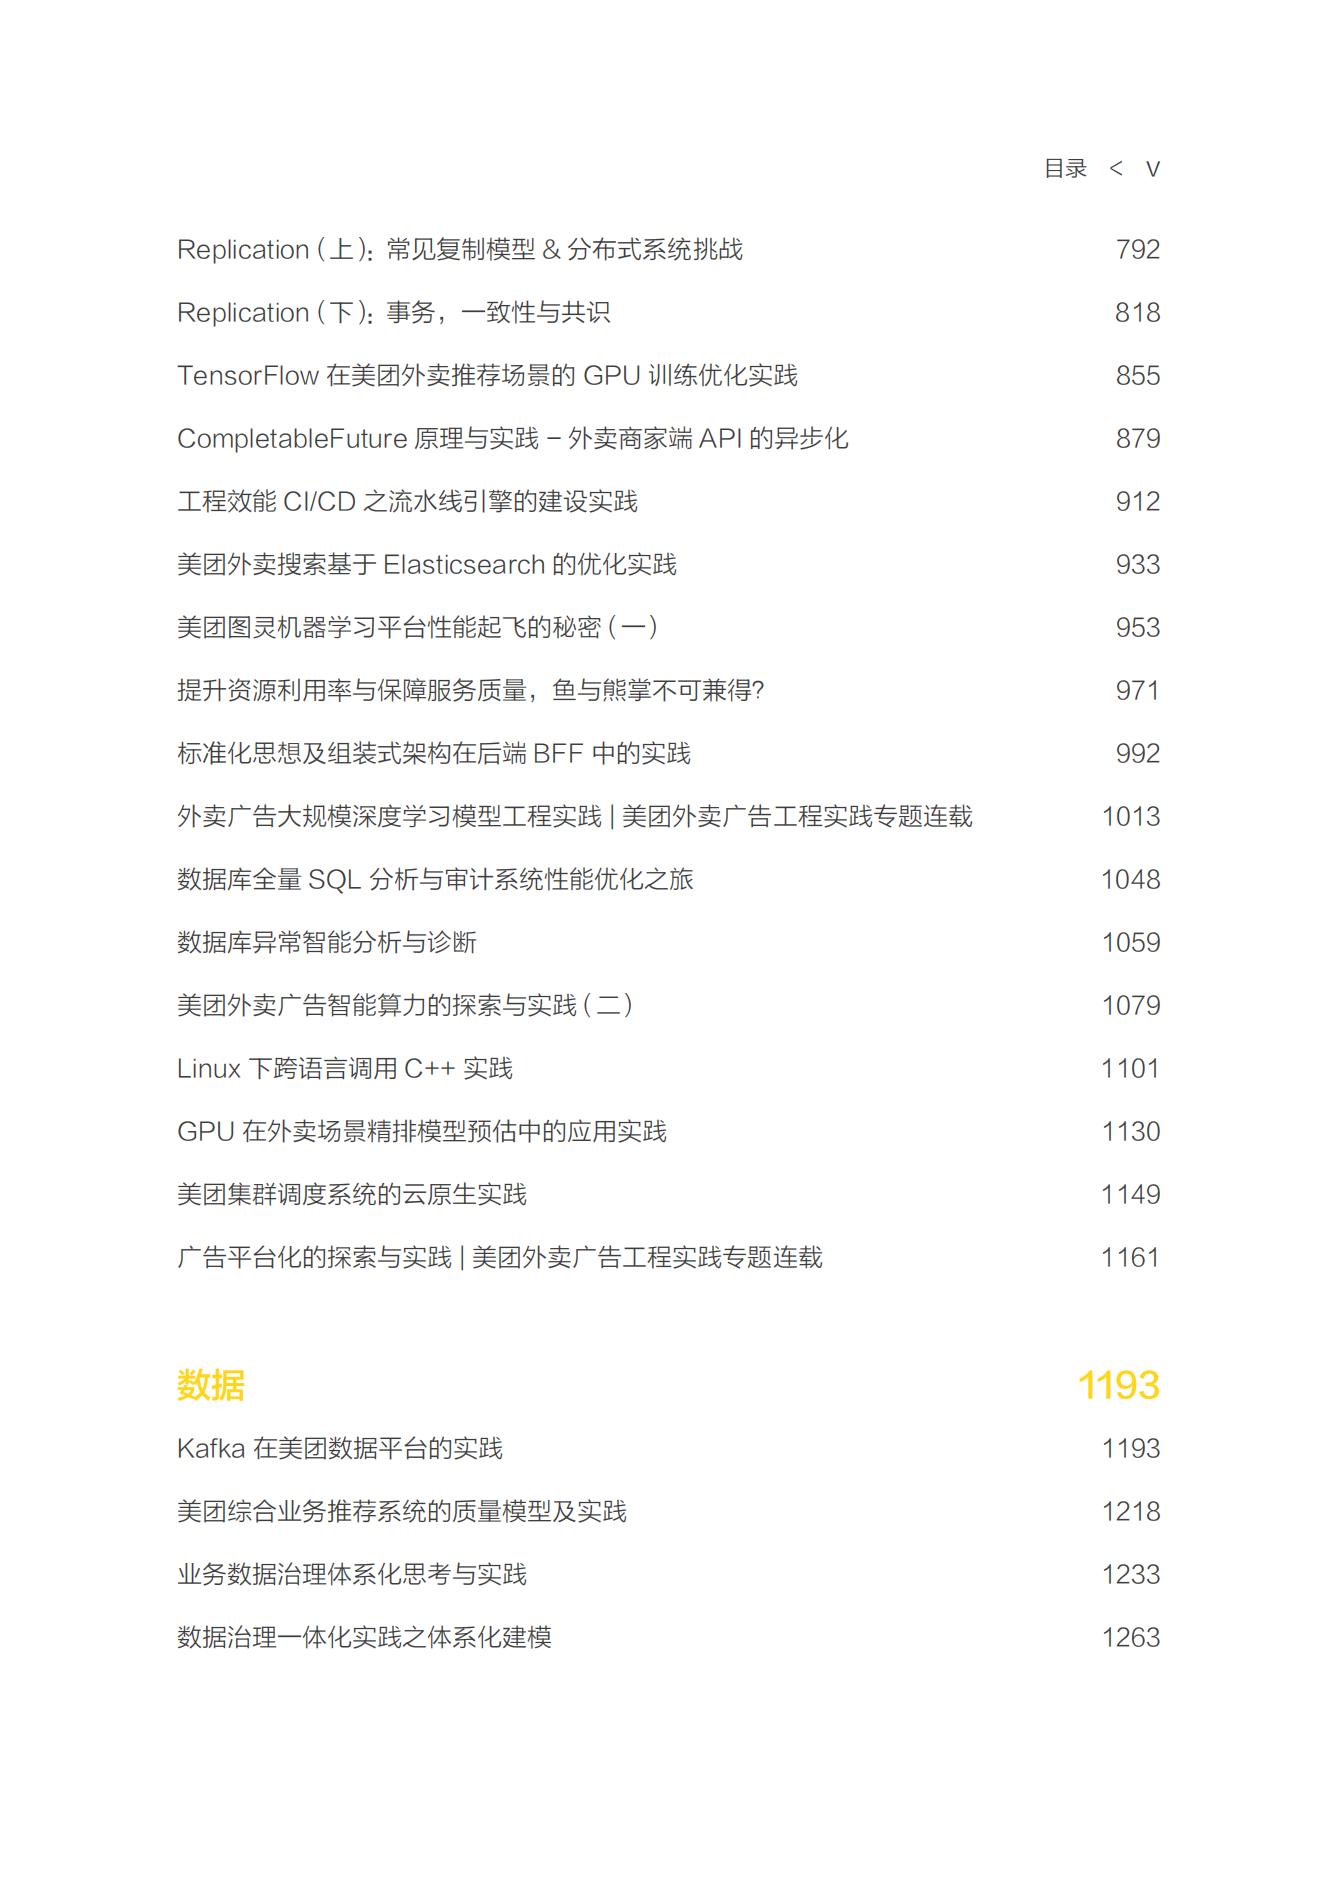 目录 < V
Replication（上）：常见复制模型 & 分布式系统挑战 792
Replication（下）：事务，一致性与共识 818
TensorFlow 在美团外卖推荐场景的 GPU 训练优化实践 855
CompletableFuture 原理与实践 – 外卖商家端 API 的异步化 879
工程效能 CI/CD 之流水线引擎的建设实践 912
美团外卖搜索基于 Elasticsearch 的优化实践 933
美团图灵机器学习平台性能起飞的秘密（一） 953
提升资源利用率与保障服务质量，鱼与熊掌不可兼得？ 971
标准化思想及组装式架构在后端 BFF 中的实践 992
外卖广告大规模深度学习模型工程实践 | 美团外卖广告工程实践专题连载 1013
数据库全量 SQL 分析与审计系统性能优化之旅 1048
数据库异常智能分析与诊断 1059
美团外卖广告智能算力的探索与实践（二） 1079
Linux 下跨语言调用 C++ 实践 1101
GPU 在外卖场景精排模型预估中的应用实践 1130
美团集群调度系统的云原生实践 1149
广告平台化的探索与实践 | 美团外卖广告工程实践专题连载 1161
数据 1193
Kafka 在美团数据平台的实践 1193
美团综合业务推荐系统的质量模型及实践 1218
业务数据治理体系化思考与实践 1233
数据治理一体化实践之体系化建模 1263